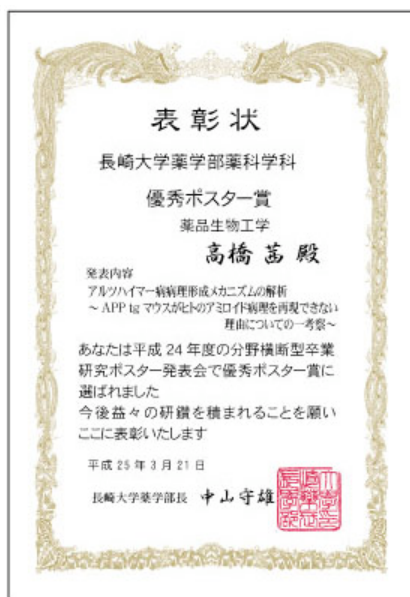 表彰状
長崎大学薬学部薬科学科
優秀ポスター賞
薬品生物工学
高橋茜 殿
発表内容
アルツハイマー病病理形成メカニズムの解析
～APP tg マウスがヒトのアミロイド病理を再現できない
理由についての一考察～
あなたは平成24年度の分野横断型卒業
研究ポスター発表会で優秀ポスター賞に
選ばれました
今後益々の研鑽を積まれることを願い
ここに表彰いたします
平成25年3月21日
長崎大学薬学部長 中山守雄